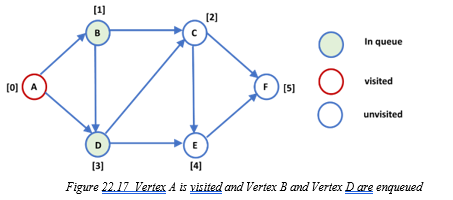 [1]
[2]
B
C
In queue
[0]
A
F
[5]
visited
unvisited
D
E
[3]
[4]
Figure 22.17 Vertex A is visited and Vertex B and Vertex D are enqueued